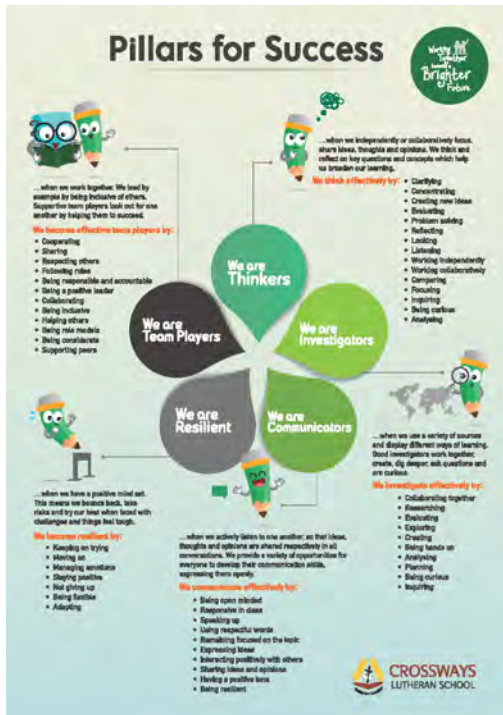 Pillars for Success
Working
Together
towards a
Brighter
Future
...when we work together. We lead by
example by being inclusive of others.
Supportive team players look out for one
another by helping them to succeed.
We become effective team players by:
• Cooperating
• Sharing
• Respecting others
• Following rules
• Being responsible and accountable
• Being a positive leader
• Collaborating
• Being inclusive
• Helping others
• Being role models
• Being considerate
• Supporting peers
...when we independently or collaboratively focus,
share ideas, thoughts and opinions. We think and
reflect on key questions and concepts which help
us broaden our learning.
We think effectively by:
• Clarifying
• Concentrating
• Creating new ideas
• Evaluating
• Problem solving
• Reflecting
• Looking
• Listening
• Working independently
• Working collaboratively
• Comparing
• Focusing
• Inquiring
• Being curious
• Analysing
We are
Thinkers
We are
Team Players
We are
Investigators
We are
Resilient
We are
Communicators
...when we use a variety of sources
and display different ways of learning.
Good investigators work together,
create, dig deeper, ask questions and
are curious.
We investigate effectively by:
• Collaborating together
• Researching
• Evaluating
• Exploring
• Creating
• Being hands on
• Analysing
• Planning
• Being curious
• Inquiring
...when we have a positive mind set.
This means we bounce back, take
risks and try our best when faced with
challenges and things feel tough.
We become resilient by:
• Keeping on trying
• Moving on
• Managing emotions
• Staying positive
• Not giving up
• Being flexible
• Adapting
...when we actively listen to one another, so that ideas,
thoughts and opinions are shared respectfully in all
conversations. We provide a variety of opportunities for
everyone to develop their communication skills,
expressing them openly.
We communicate effectively by:
• Being open minded
• Responsive in class
• Speaking up
• Using respectful words
• Remaining focused on the topic
• Expressing ideas
• Interacting positively with others
• Sharing ideas and opinions
• Having a positive lens
• Being resilient
CROSSWAYS
LUTHERAN SCHOOL